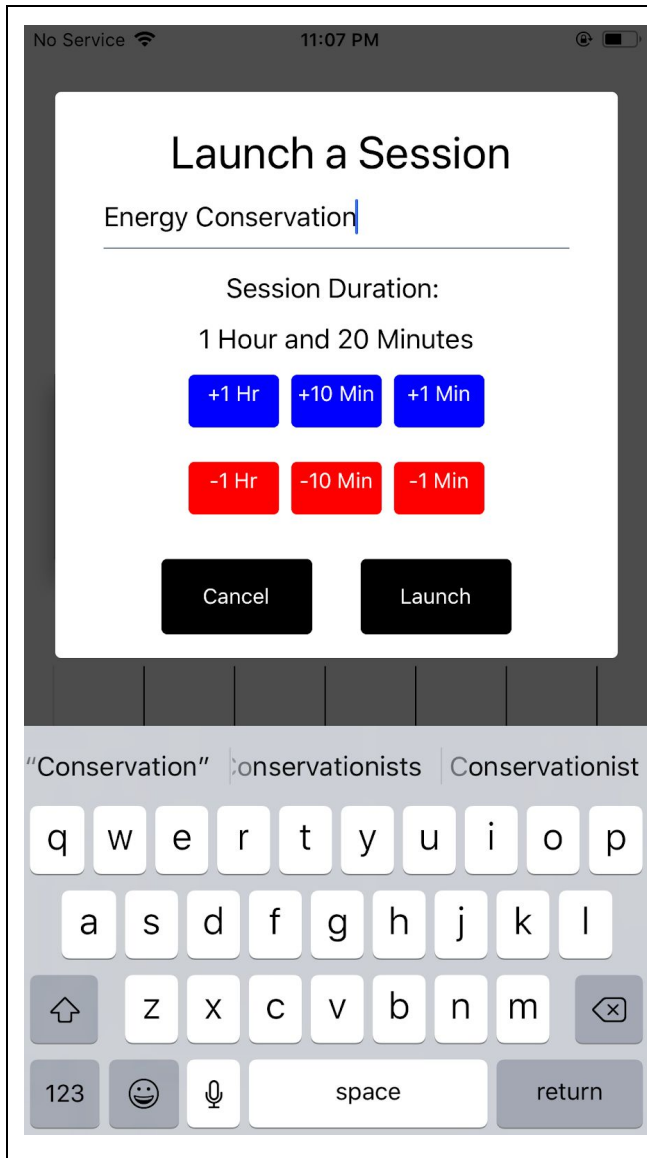 No Service 11:07 PM
Launch a Session
Energy Conservation
Session Duration:
1 Hour and 20 Minutes
+1 Hr +10 Min +1 Min
-1 Hr -10 Min -1 Min
Cancel Launch
“Conservation” onservationists Conservationist
q w e r t y u i o p
a s d f g h j k l
z x c v b n m
123 space return